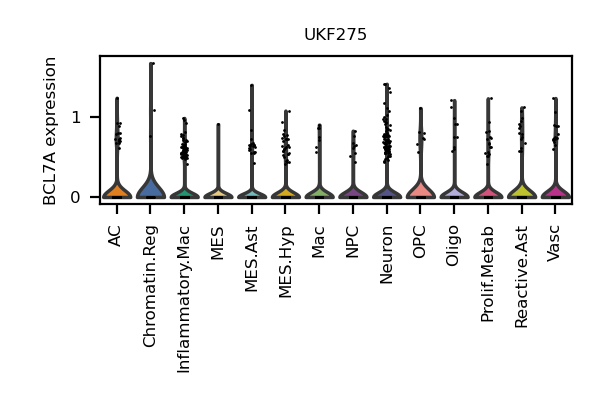 UKF275
BCL7A expression
1
0
AC
Chromatin.Reg
Inflammatory.Mac
MES
MES.Ast
MES.Hyp
Mac
NPC
Neuron
OPC
Oligo
Prolif.Metab
Reactive.Ast
Vasc